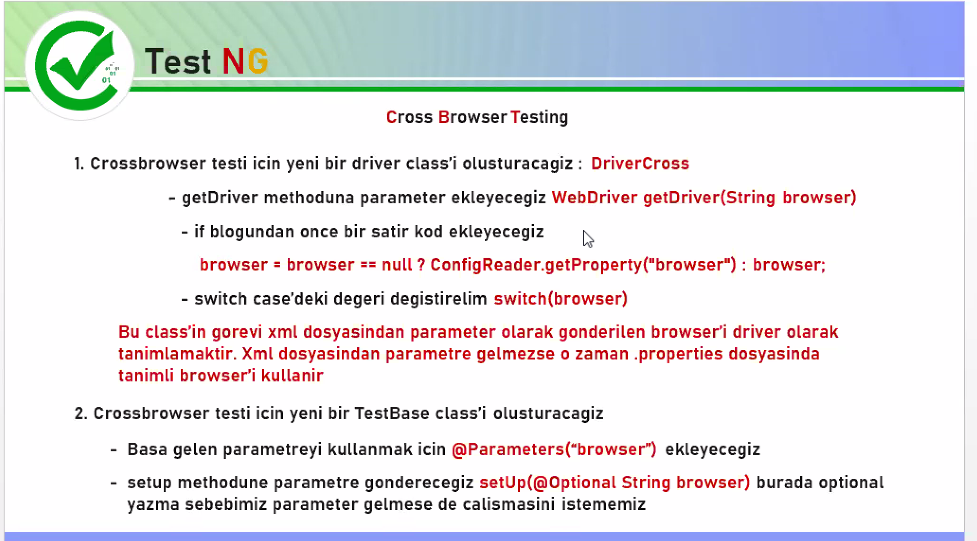 Test NG
Cross Browser Testing
1. Crossbrowser testi icin yeni bir driver class'i olusturacagiz : DriverCross
- getDriver methoduna parameter ekleyecegiz WebDriver getDriver(String browser)
- if blogundan once bir satir kod ekleyecegiz
browser = browser == null ? ConfigReader.getProperty("browser") : browser;
- switch case'deki degeri degistirelim switch(browser)
Bu class'in gorevi xml dosyasindan parameter olarak gonderilen browser'i driver olarak
tanimlamaktir. Xml dosyasindan parametre gelmezse o zaman .properties dosyasinda
tanimli browser'i kullanir
2. Crossbrowser testi icin yeni bir TestBase class'i olusturacagiz
- Basa gelen parametreyi kullanmak icin @Parameters(“browser”) ekleyecegiz
- setup methodune parametre gonderecegiz setUp(@Optional String browser) burada optional
yazma sebebimiz parameter gelmese de calismasini istememiz